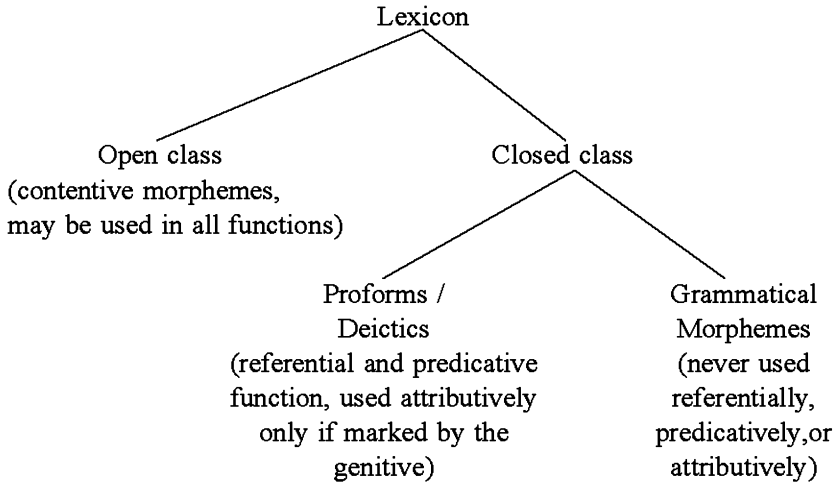 Lexicon
Open class
(contentive morphemes,
may be used in all functions)
Closed class
Proforms /
Deictics
(referential and predicative
function, used attributively
only if marked by the
genitive)
Grammatical
Morphemes
(never used
referentially,
predicatively,or
attributively)